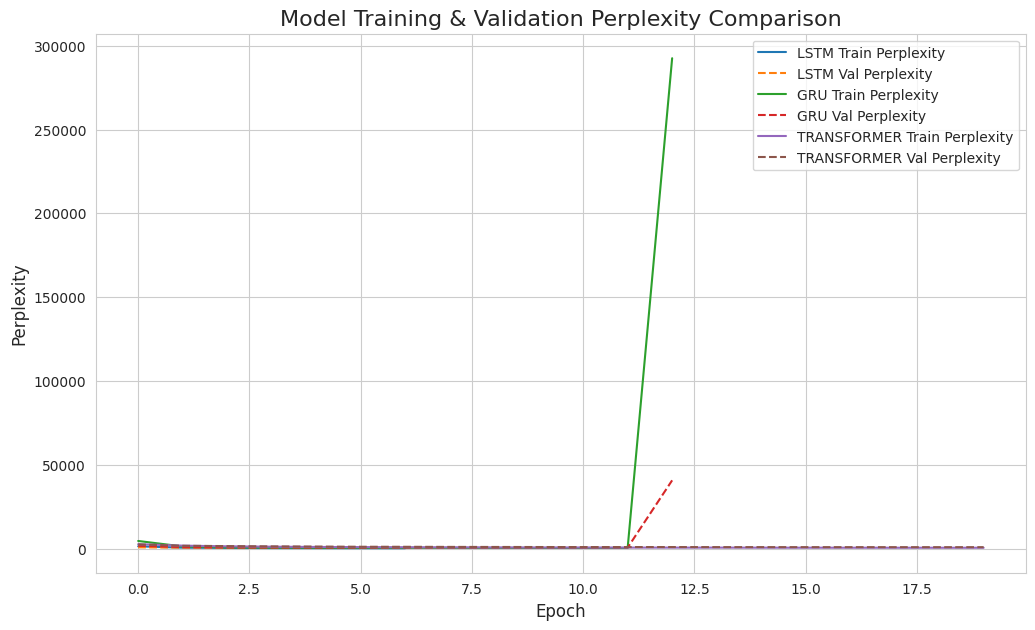 Model Training & Validation Perplexity Comparison
300000
250000
200000
150000
100000
50000
0
Perplexity
LSTM Train Perplexity
LSTM Val Perplexity
GRU Train Perplexity
GRU Val Perplexity
TRANSFORMER Train Perplexity
TRANSFORMER Val Perplexity
0.0 2.5 5.0 7.5 10.0 12.5 15.0 17.5
Epoch